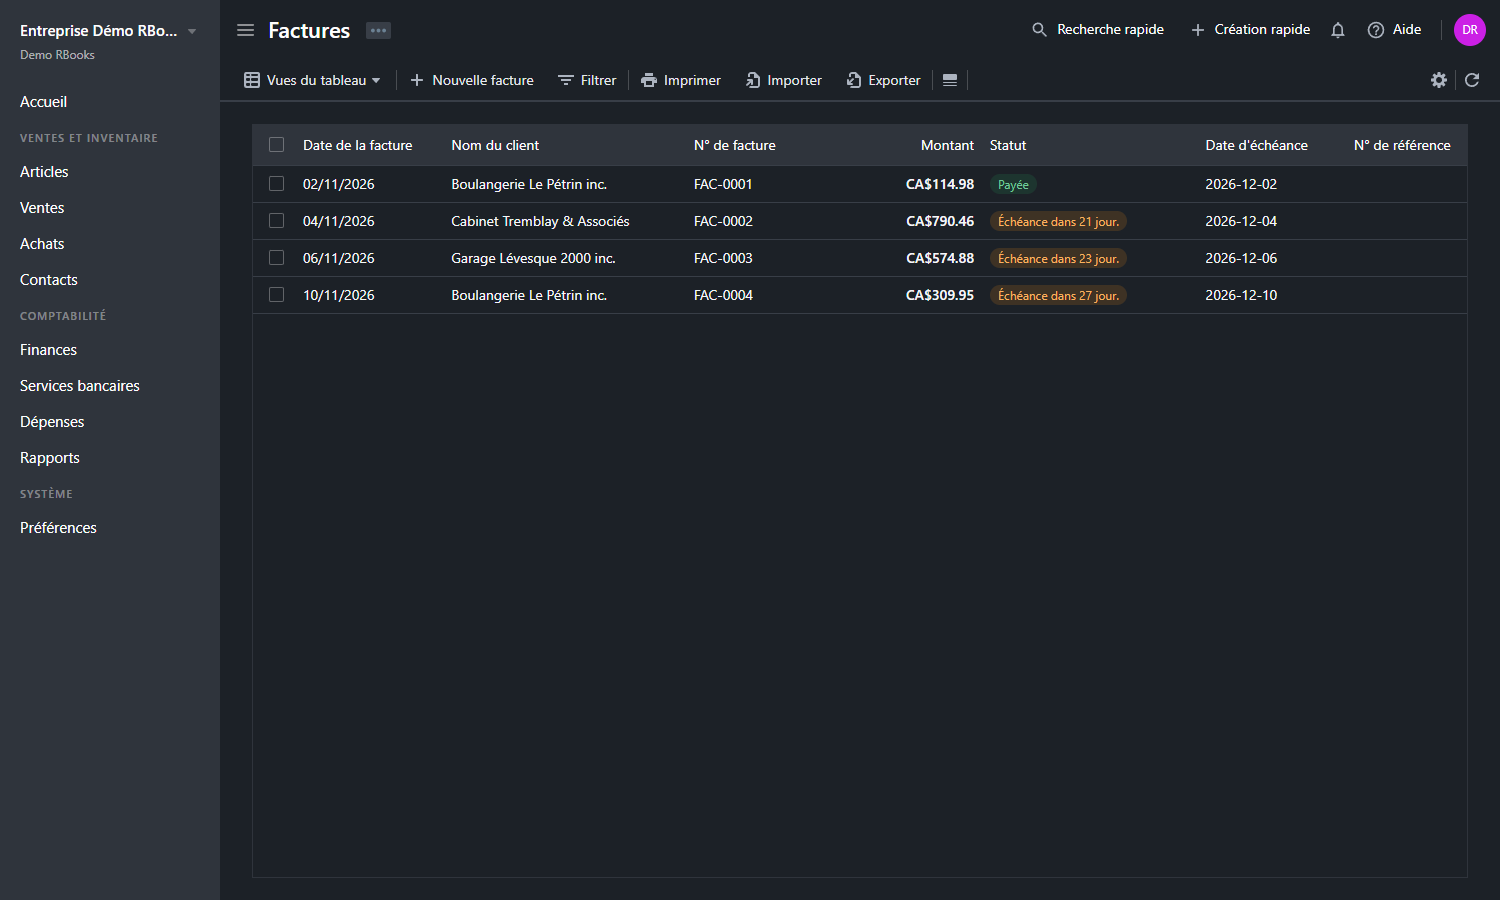 Entreprise Démo RBo...
Demo RBooks
Accueil
VENTES ET INVENTAIRE
Articles
Ventes
Achats
Contacts
COMPTABILITÉ
Finances
Services bancaires
Dépenses
Rapports
SYSTÈME
Préférences
Factures
Recherche rapide
Création rapide
Aide
DR
Vues du tableau
Nouvelle facture
Filtrer
Imprimer
Importer
Exporter
Date de la facture Nom du client N° de facture Montant Statut Date d'échéance N° de référence
02/11/2026 Boulangerie Le Pétrin inc. FAC-0001 CA$114.98 Payée 2026-12-02
04/11/2026 Cabinet Tremblay & Associés FAC-0002 CA$790.46 Échéance dans 21 jour. 2026-12-04
06/11/2026 Garage Lévesque 2000 inc. FAC-0003 CA$574.88 Échéance dans 23 jour. 2026-12-06
10/11/2026 Boulangerie Le Pétrin inc. FAC-0004 CA$309.95 Échéance dans 27 jour. 2026-12-10